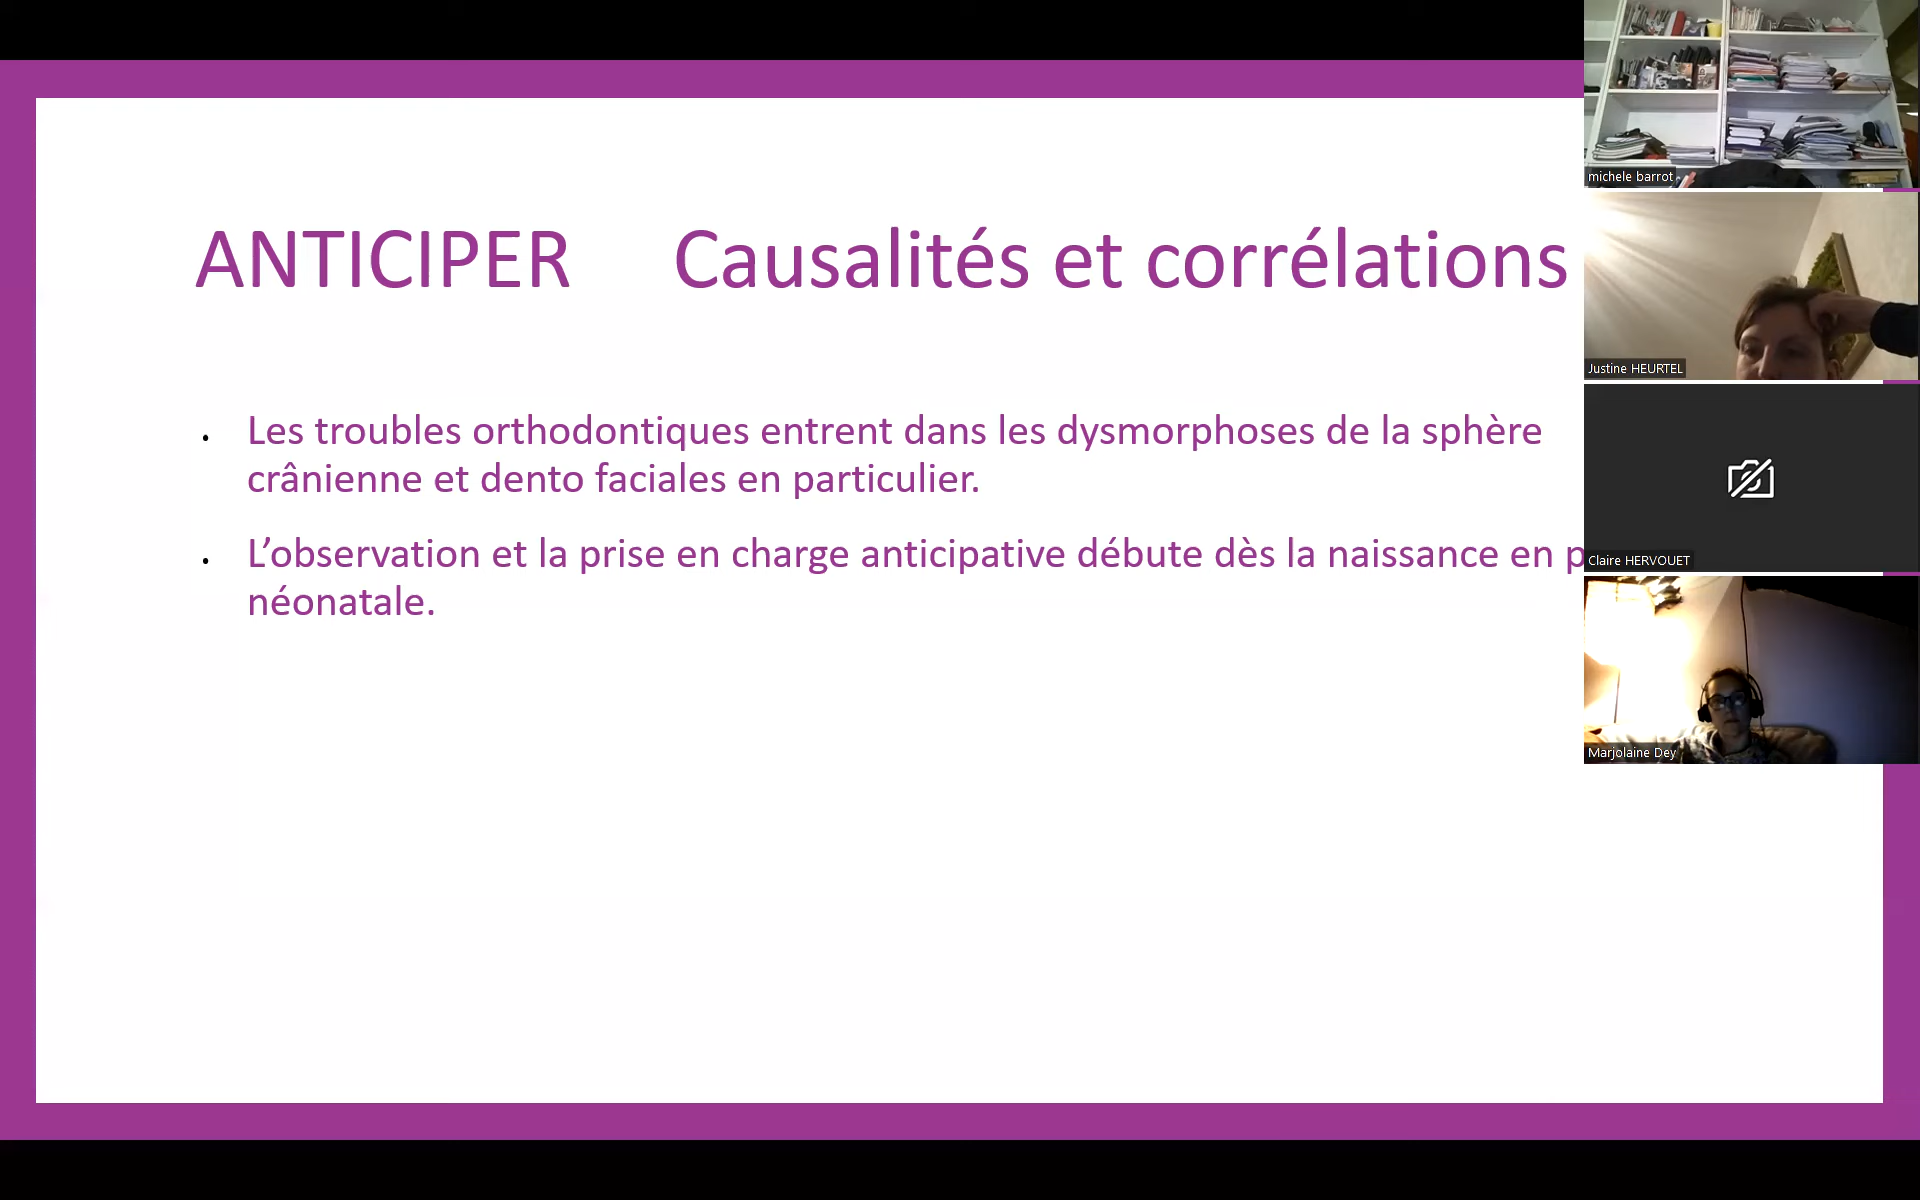 ANTICIPER Causalités et corrélations
Les troubles orthodontiques entrent dans les dysmorphoses de la sphère
crânienne et dento faciales en particulier.
L’observation et la prise en charge anticipative débute dès la naissance en
néonatale.
michele barrot
Justine HEURTEL
Claire HERVOUET
Marjolaine Dey